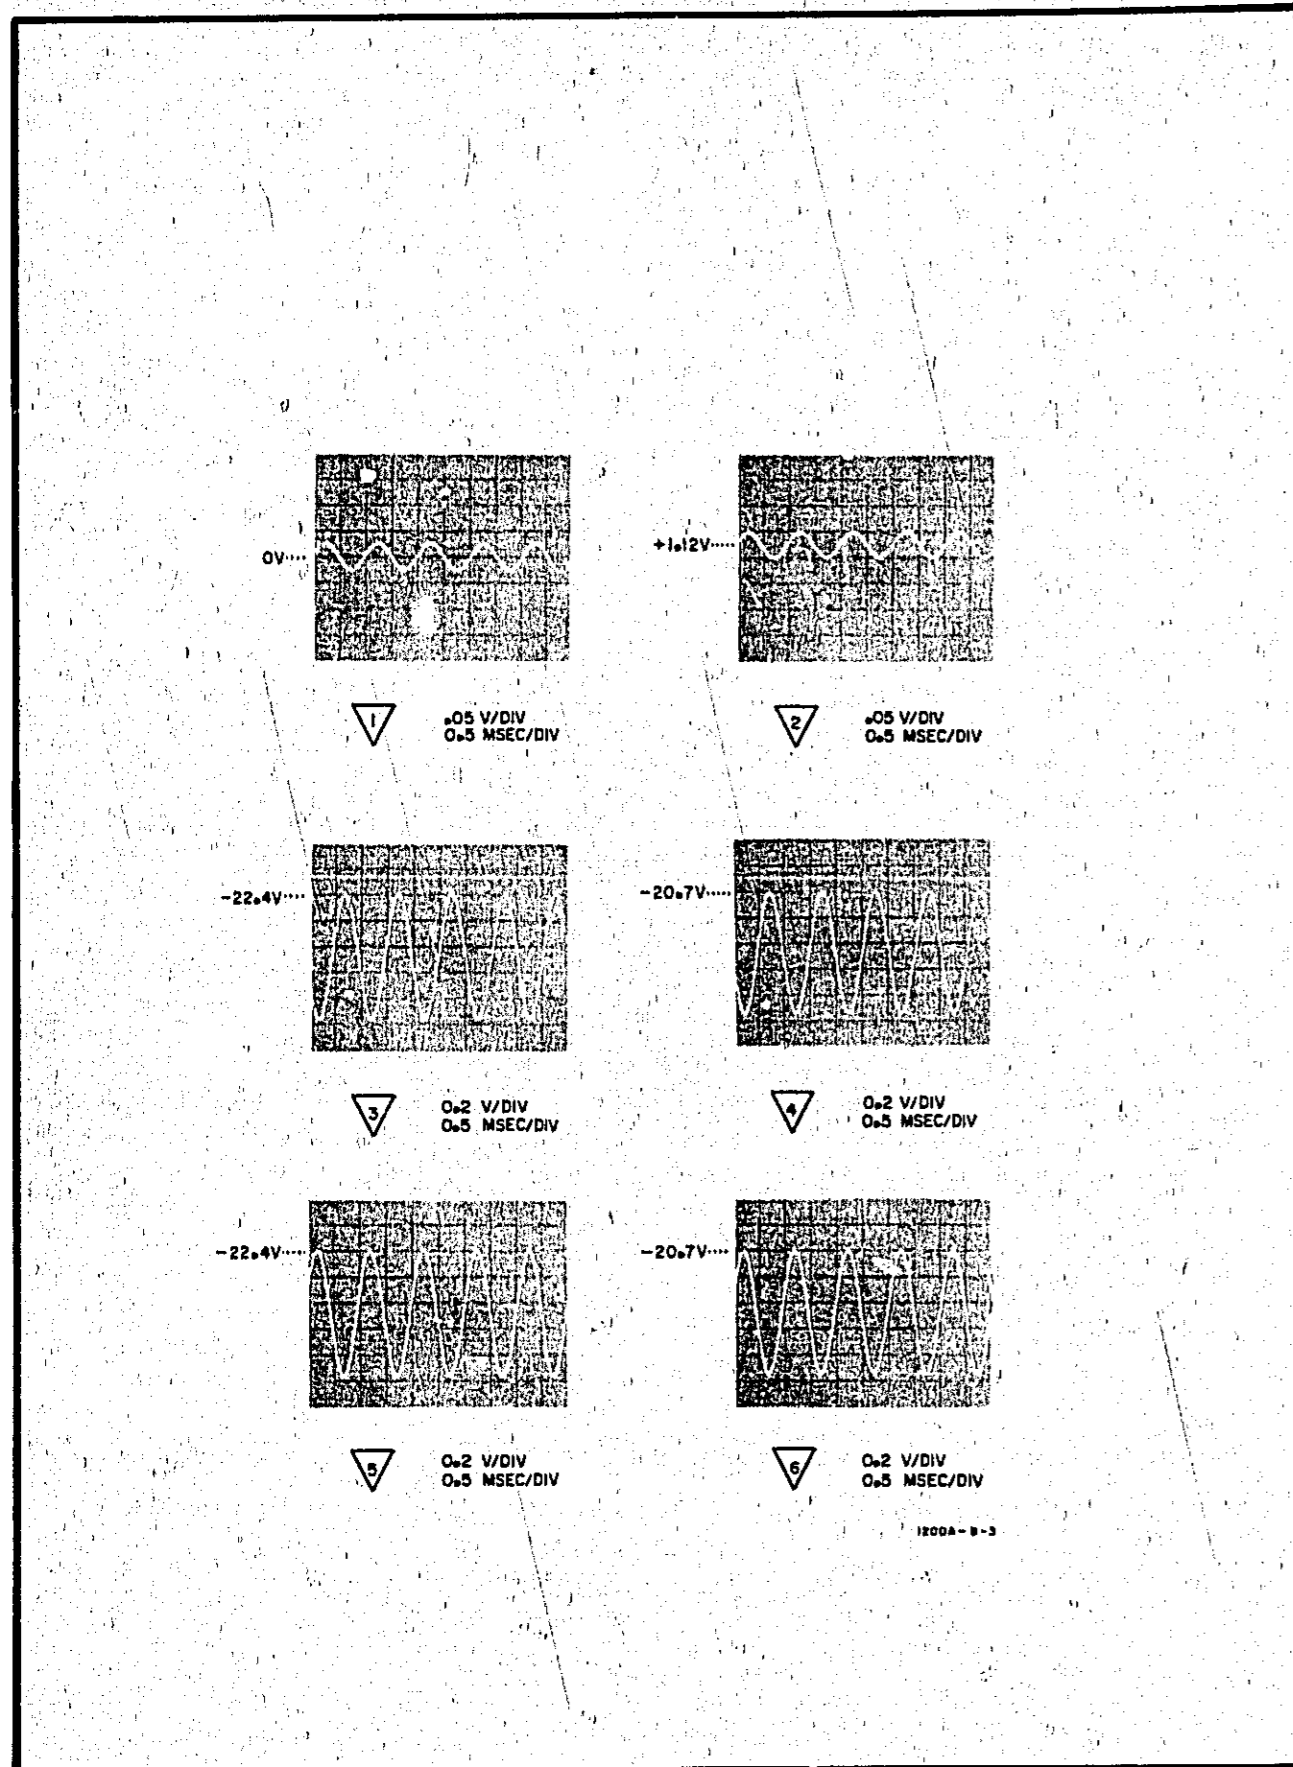 0V....
+1.12V.....
1
.05 V/DIV
0.5 MSEC/DIV
2
.05 V/DIV
0.5 MSEC/DIV
-22.4V....
-20.7V.....
3
0.2 V/DIV
0.5 MSEC/DIV
4
0.2 V/DIV
0.5 MSEC/DIV
-22.4V.....
-20.7V....
5
0.2 V/DIV
0.5 MSEC/DIV
6
0.2 V/DIV
0.5 MSEC/DIV
1200A-B-3